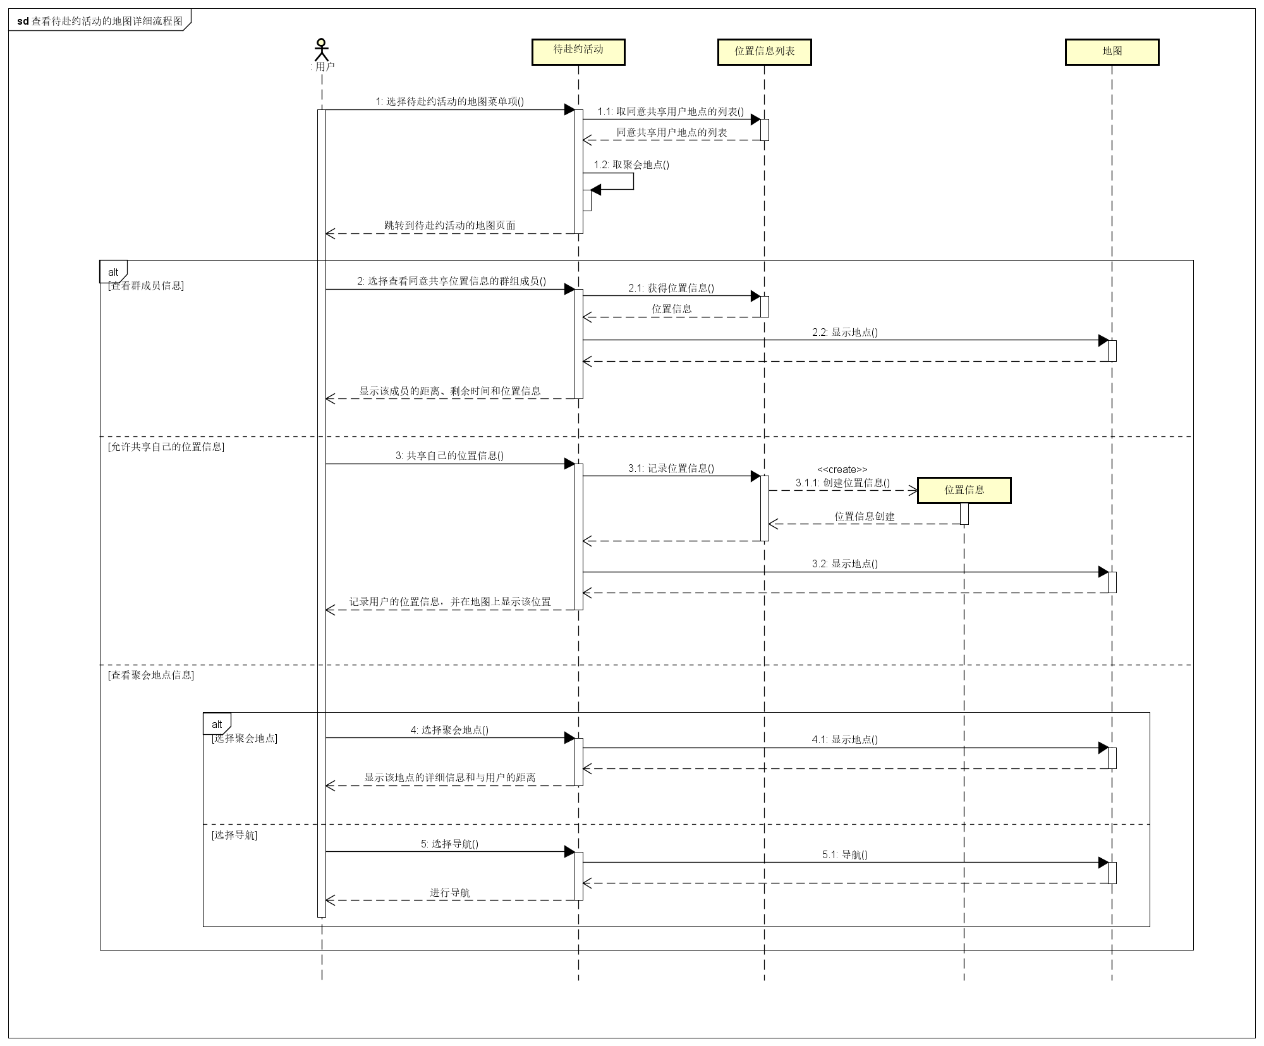 sd 查看待赴约活动的地图详细流程图
: 用户
待赴约活动
位置信息列表
地图
1: 选择待赴约活动的地图菜单项()
1.1: 取同意共享用户地点的列表()
同意共享用户地点的列表
1.2: 取聚会地点()
跳转到待赴约活动的地图页面
alt
[查看群成员信息]
2: 选择查看同意共享位置信息的群组成员()
2.1: 获得位置信息()
位置信息
2.2: 显示地点()
显示该成员的距离、剩余时间和位置信息
[允许共享自己的位置信息]
3: 共享自己的位置信息()
3.1: 记录位置信息()
<<create>>
3.1.1: 创建位置信息()
位置信息
位置信息创建
3.2: 显示地点()
记录用户的位置信息，并在地图上显示该位置
[查看聚会地点信息]
alt
[选择聚会地点]
4: 选择聚会地点()
4.1: 显示地点()
显示该地点的详细信息和与用户的距离
[选择导航]
5: 选择导航()
5.1: 导航()
进行导航